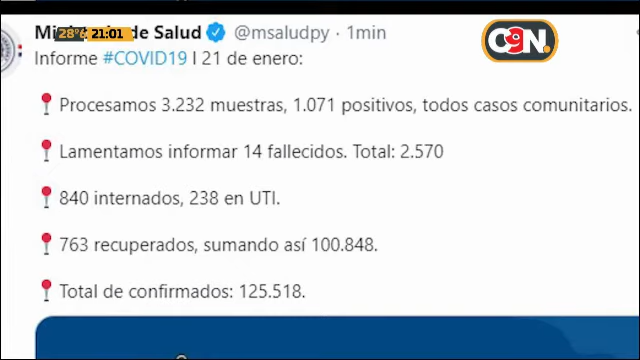 Ministerio de Salud @msaludpy · 1min
28° 21:01
C9N.
Informe #COVID19 l 21 de enero:
Procesamos 3.232 muestras, 1.071 positivos, todos casos comunitarios.
Lamentamos informar 14 fallecidos. Total: 2.570
840 internados, 238 en UTI.
763 recuperados, sumando así 100.848.
Total de confirmados: 125.518.